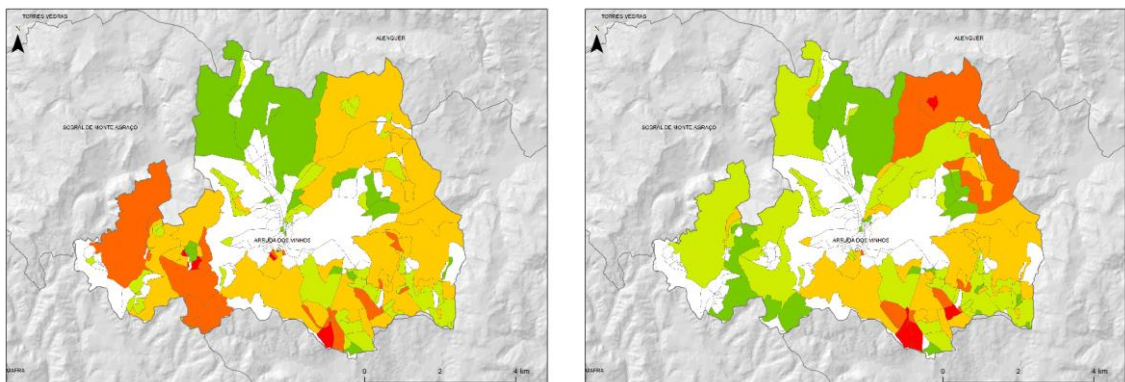 TORRES VEDRAS
ALENQUER
SOBRAL DE MONTE AGRAÇO
ARRUDA DOS VINHOS
MAFRA
0 2 4 km
TORRES VEDRAS
ALENQUER
SOBRAL DE MONTE AGRAÇO
ARRUDA DOS VINHOS
MAFRA
0 2 4 km